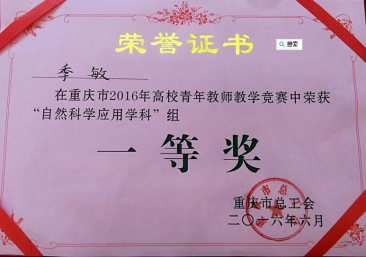 荣誉证书
搜索
季敏
在重庆市2016年高校青年教师教学竞赛中荣获
“自然科学应用学科”组
一等奖
重庆市总工会
二〇一六年六月